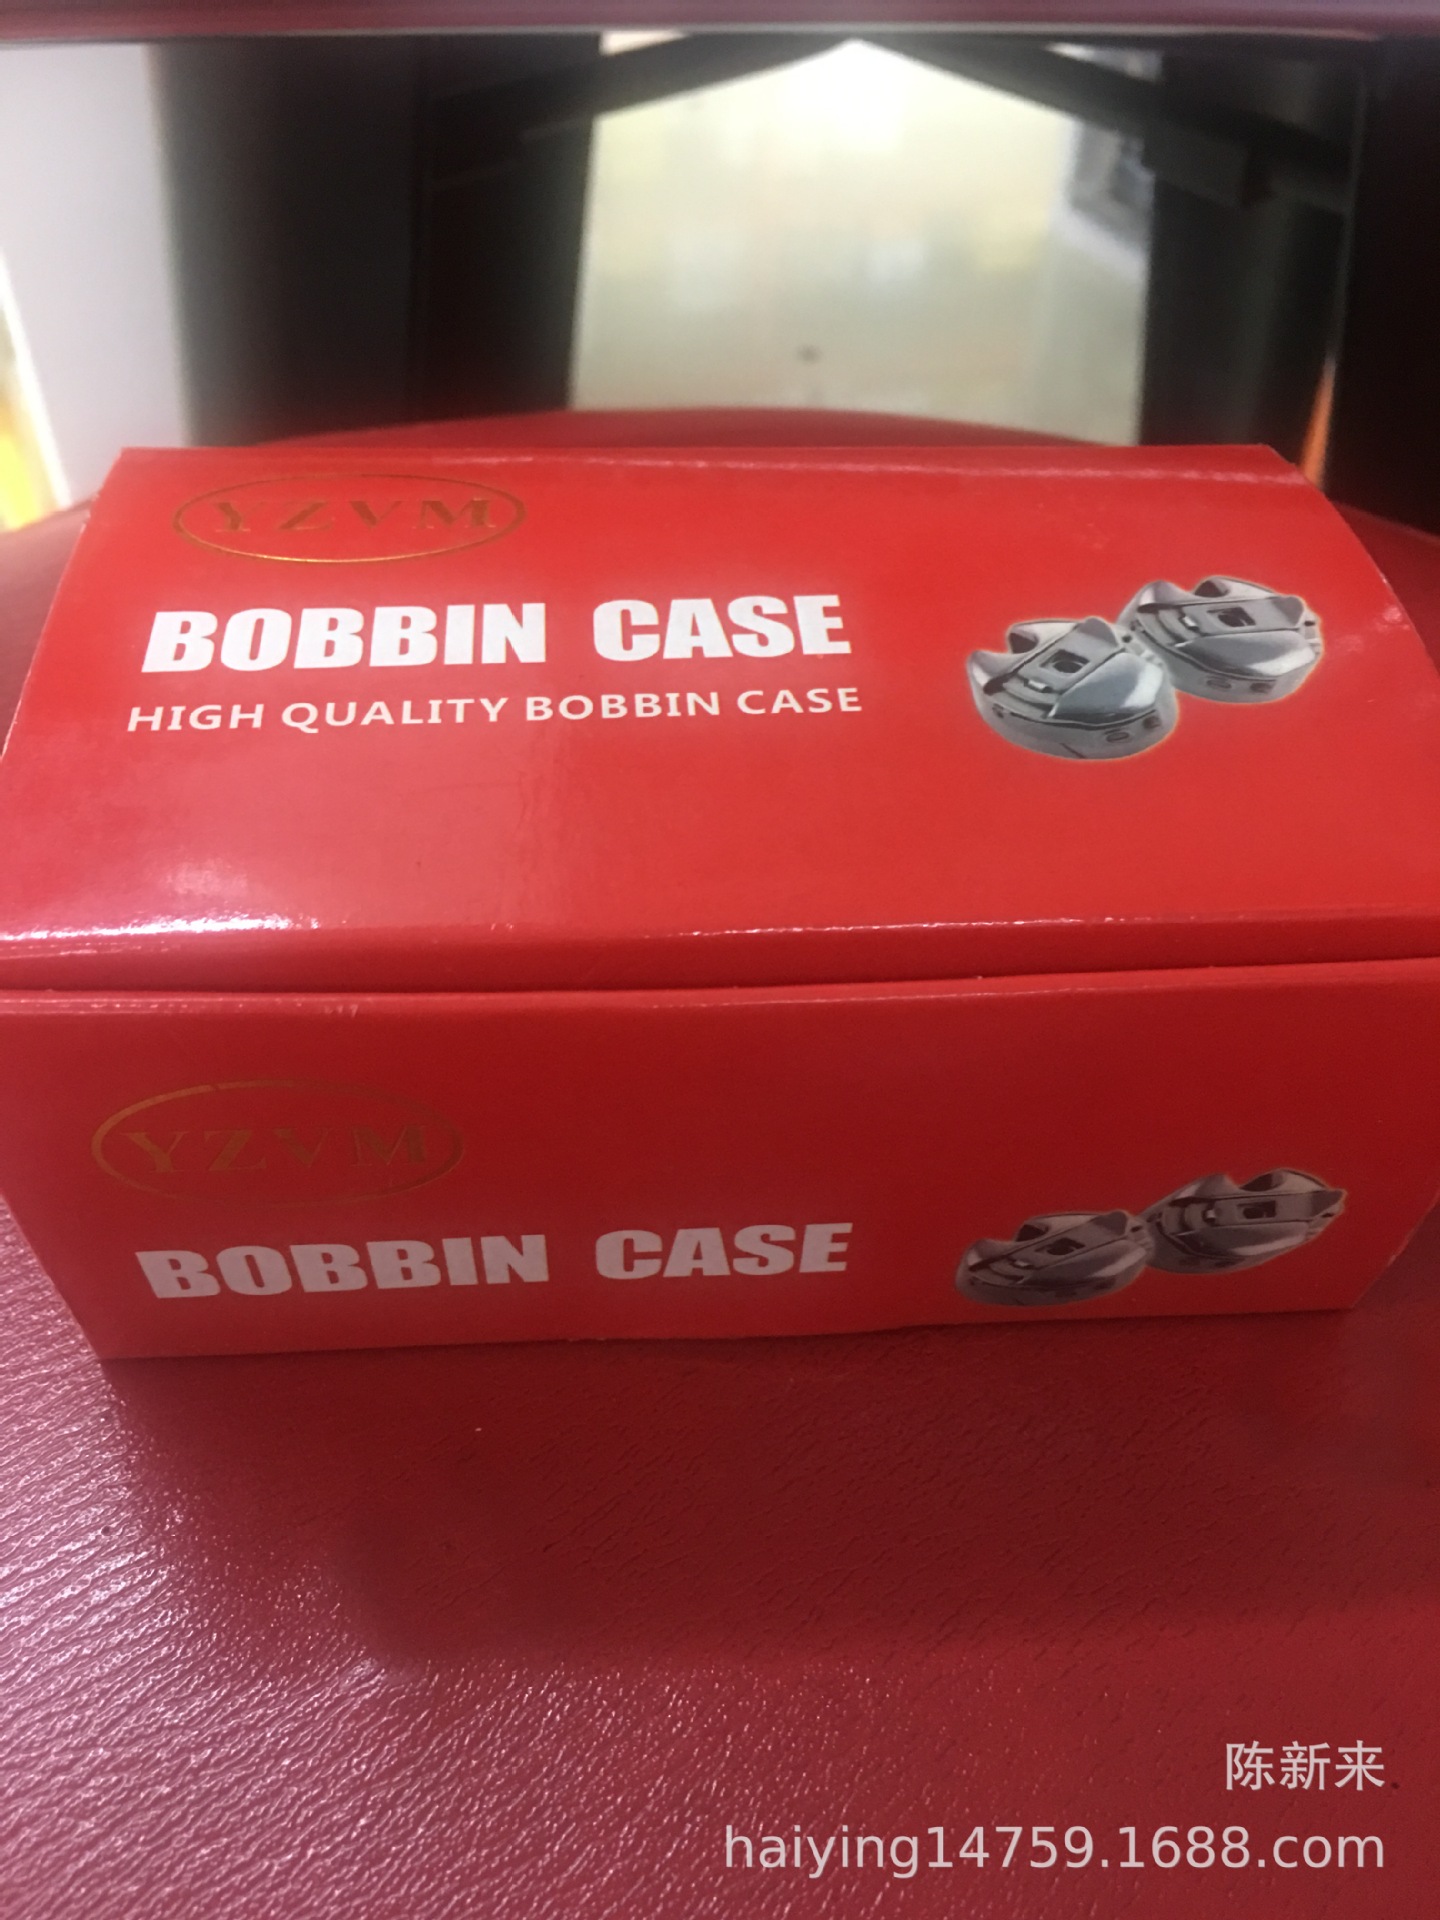 YZVM
BOBBIN CASE
HIGH QUALITY BOBBIN CASE
YZVM
BOBBIN CASE
陈新来
haiying14759.1688.com